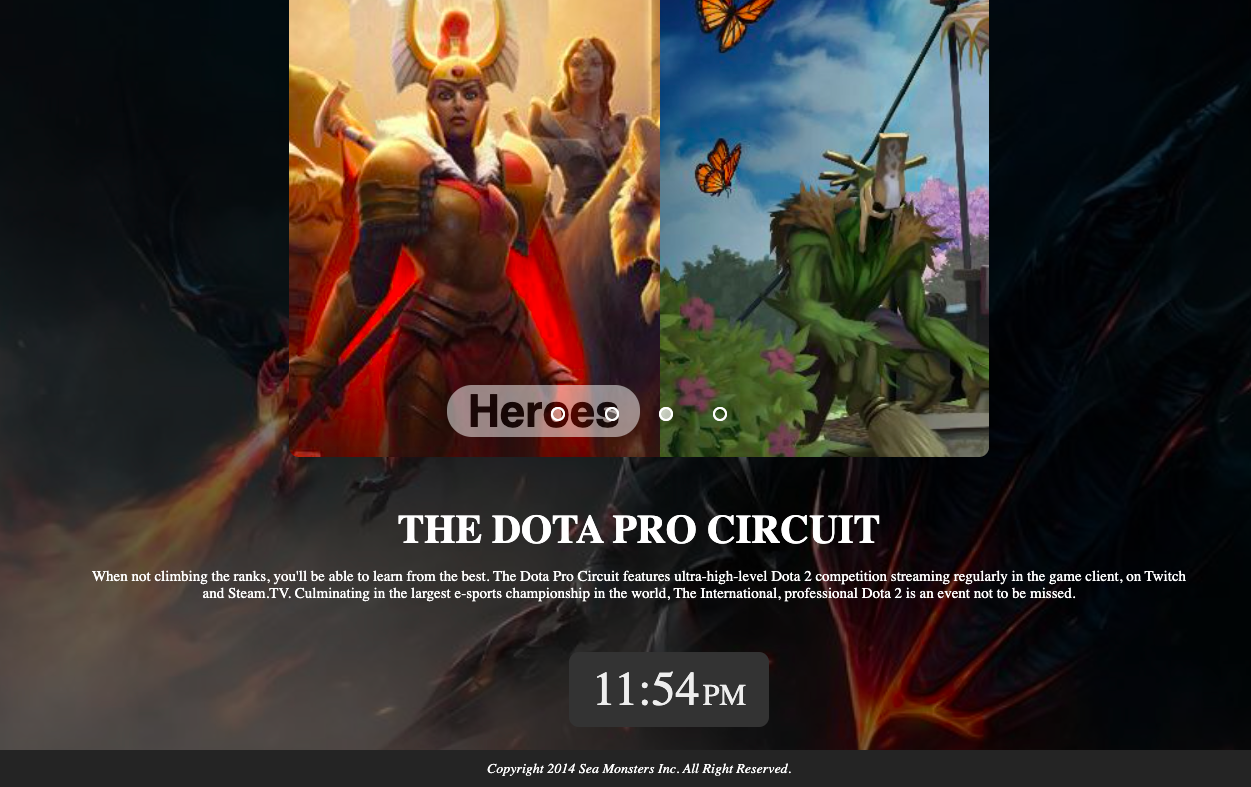 Heroes
THE DOTA PRO CIRCUIT
When not climbing the ranks, you'll be able to learn from the best. The Dota Pro Circuit features ultra-high-level Dota 2 competition streaming regularly in the game client, on Twitch
and Steam.TV. Culminating in the largest e-sports championship in the world, The International, professional Dota 2 is an event not to be missed.
11:54PM
Copyright 2014 Sea Monsters Inc. All Right Reserved.